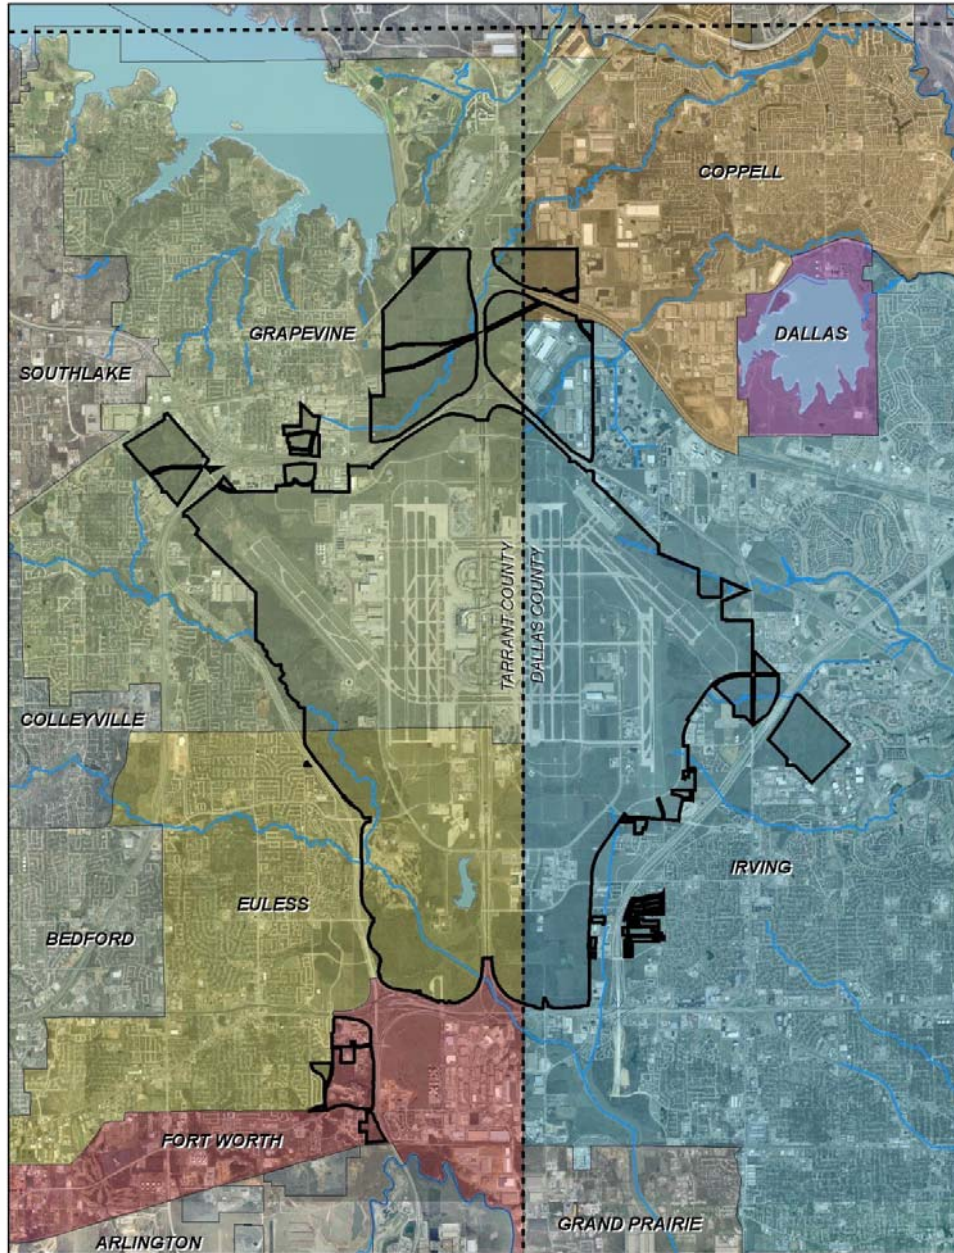 COPPELL
GRAPEVINE
DALLAS
SOUTHLAKE
TARRANT COUNTY
DALLAS COUNTY
COLLEYVILLE
IRVING
EULESS
BEDFORD
FORT WORTH
GRAND PRAIRIE
ARLINGTON